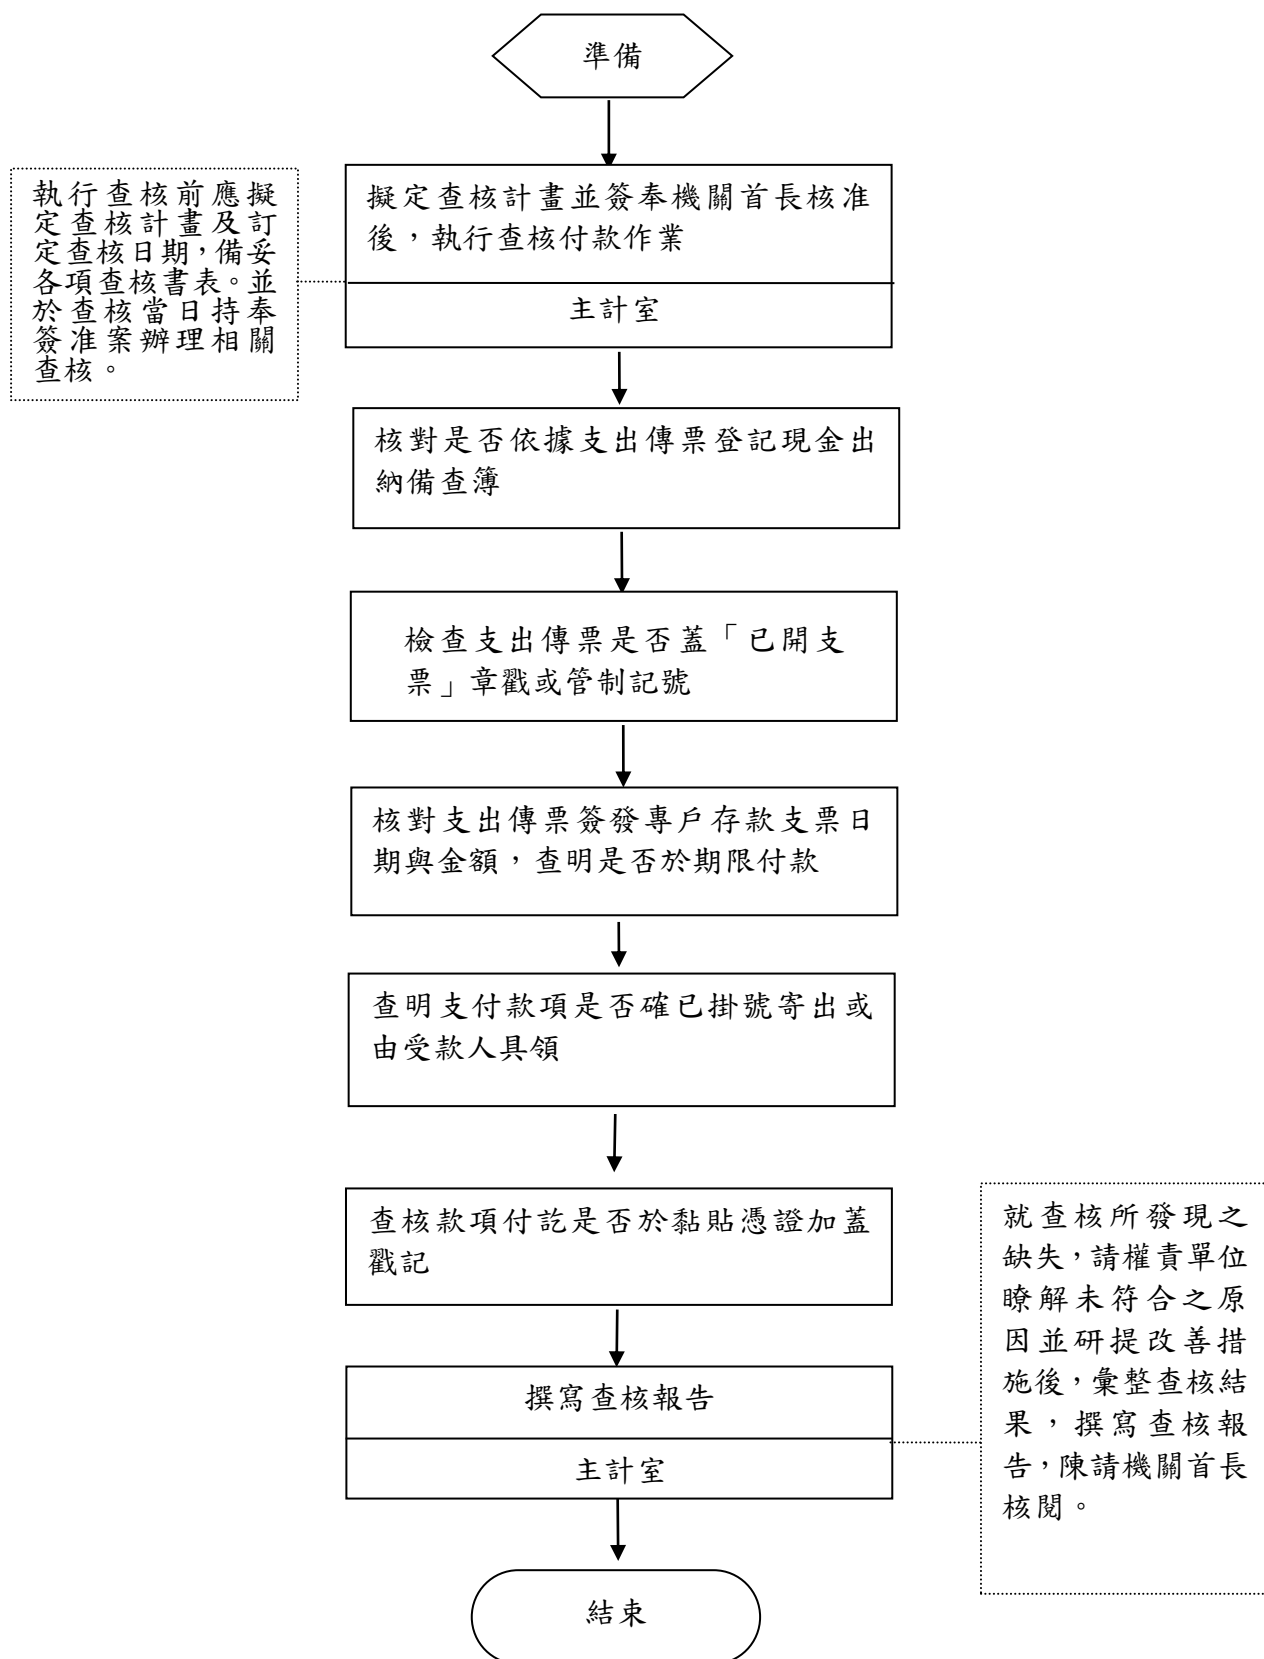 準備
擬定查核計畫並簽奉機關首長核准
後，執行查核付款作業
主計室
執行查核前應擬
定查核計畫及訂
定查核日期，備妥
各項查核書表。並
於查核當日持奉
簽准案辦理相關
查核。
核對是否依據支出傳票登記現金出
納備查簿
檢查支出傳票是否蓋「已開支
票」章戳或管制記號
核對支出傳票簽發專戶存款支票日
期與金額，查明是否於期限付款
查明支付款項是否確已掛號寄出或
由受款人具領
查核款項付訖是否於黏貼憑證加蓋
戳記
撰寫查核報告
主計室
就查核所發現之
缺失，請權責單位
瞭解未符合之原
因並研提改善措
施後，彙整查核結
果，撰寫查核報
告，陳請機關首長
核閱。
結束